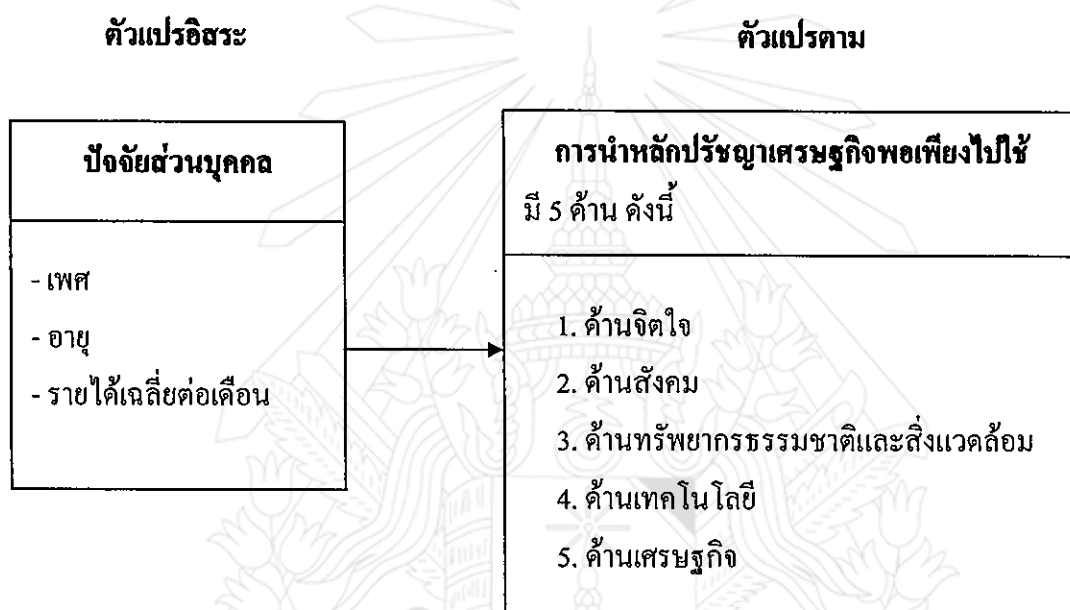 ตัวแปรอิสระ
ตัวแปรตาม
ปัจจัยส่วนบุคคล
- เพศ
- อายุ
- รายได้เฉลี่ยต่อเดือน
การนำหลักปรัชญาเศรษฐกิจพอเพียงไปใช้
มี 5 ด้าน ดังนี้
1. ด้านจิตใจ
2. ด้านสังคม
3. ด้านทรัพยากรธรรมชาติและสิ่งแวดล้อม
4. ด้านเทคโนโลยี
5. ด้านเศรษฐกิจ